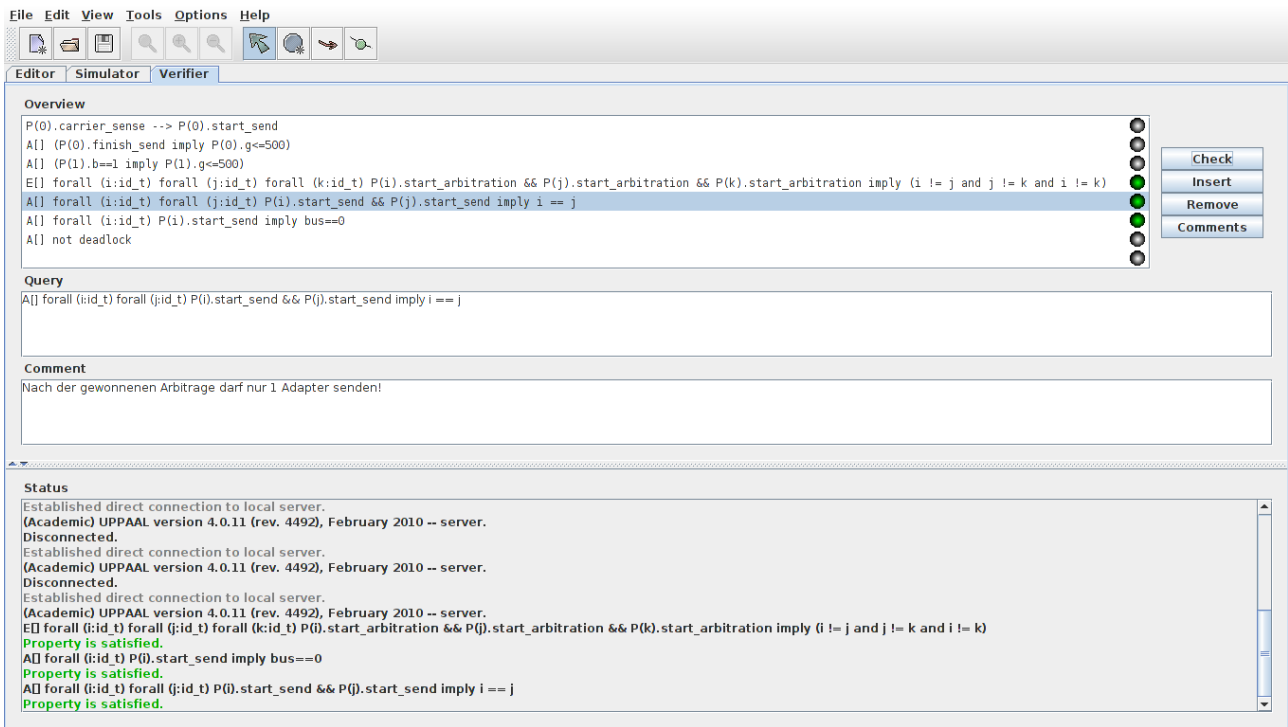 File Edit View Tools Options Help
Editor Simulator Verifier
Overview
P(0).carrier_sense --> P(0).start_send
A[] (P(0).finish_send imply P(0).g<=500)
A[] (P(1).b==1 imply P(1).g<=500)
E[] forall (i:id_t) forall (j:id_t) forall (k:id_t) P(i).start_arbitration && P(j).start_arbitration && P(k).start_arbitration imply (i != j and j != k and i != k)
A[] forall (i:id_t) forall (j:id_t) P(i).start_send && P(j).start_send imply i == j
A[] forall (i:id_t) P(i).start_send imply bus==0
A[] not deadlock
Check
Insert
Remove
Comments
Query
A[] forall (i:id_t) forall (j:id_t) P(i).start_send && P(j).start_send imply i == j
Comment
Nach der gewonnenen Arbitrage darf nur 1 Adapter senden!
Status
Established direct connection to local server.
(Academic) UPPAAL version 4.0.11 (rev. 4492), February 2010 -- server.
Disconnected.
Established direct connection to local server.
(Academic) UPPAAL version 4.0.11 (rev. 4492), February 2010 -- server.
Disconnected.
Established direct connection to local server.
(Academic) UPPAAL version 4.0.11 (rev. 4492), February 2010 -- server.
E[] forall (i:id_t) forall (j:id_t) forall (k:id_t) P(i).start_arbitration && P(j).start_arbitration && P(k).start_arbitration imply (i != j and j != k and i != k)
Property is satisfied.
A[] forall (i:id_t) P(i).start_send imply bus==0
Property is satisfied.
A[] forall (i:id_t) forall (j:id_t) P(i).start_send && P(j).start_send imply i == j
Property is satisfied.